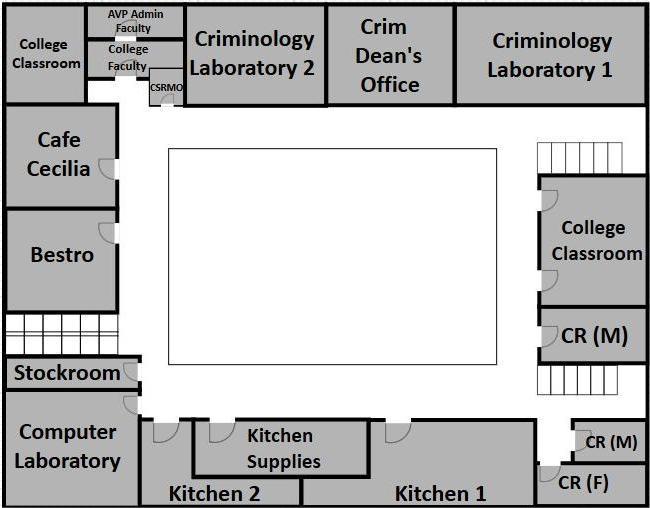 College
Classroom
AVP Admin
Faculty
College
Faculty
CSRMO
Criminology
Laboratory 2
Crim
Dean's
Office
Criminology
Laboratory 1
Cafe
Cecilia
Bestro
College
Classroom
CR (M)
Stockroom
Computer
Laboratory
Kitchen 2
Kitchen
Supplies
Kitchen 1
CR (M)
CR (F)